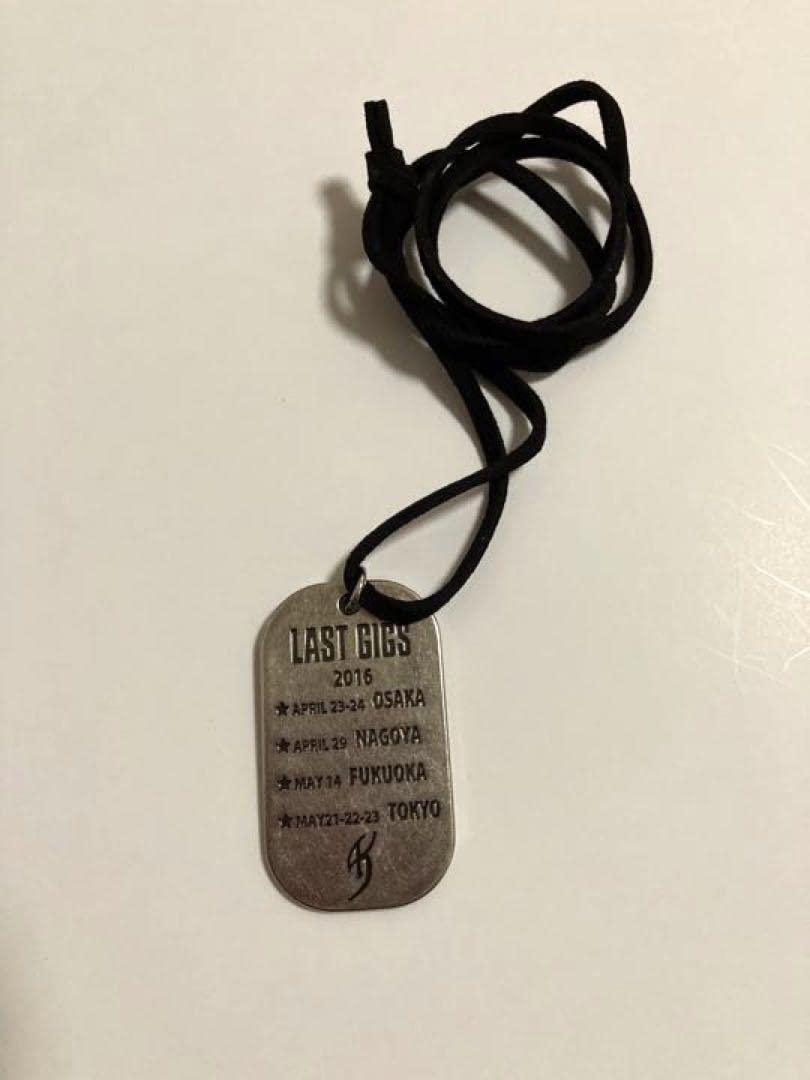 LAST GIGS
2016
★APRIL 23-24 OSAKA
★APRIL 29 NAGOYA
★MAY 14 FUKUOKA
★MAY21-22-23 TOKYO